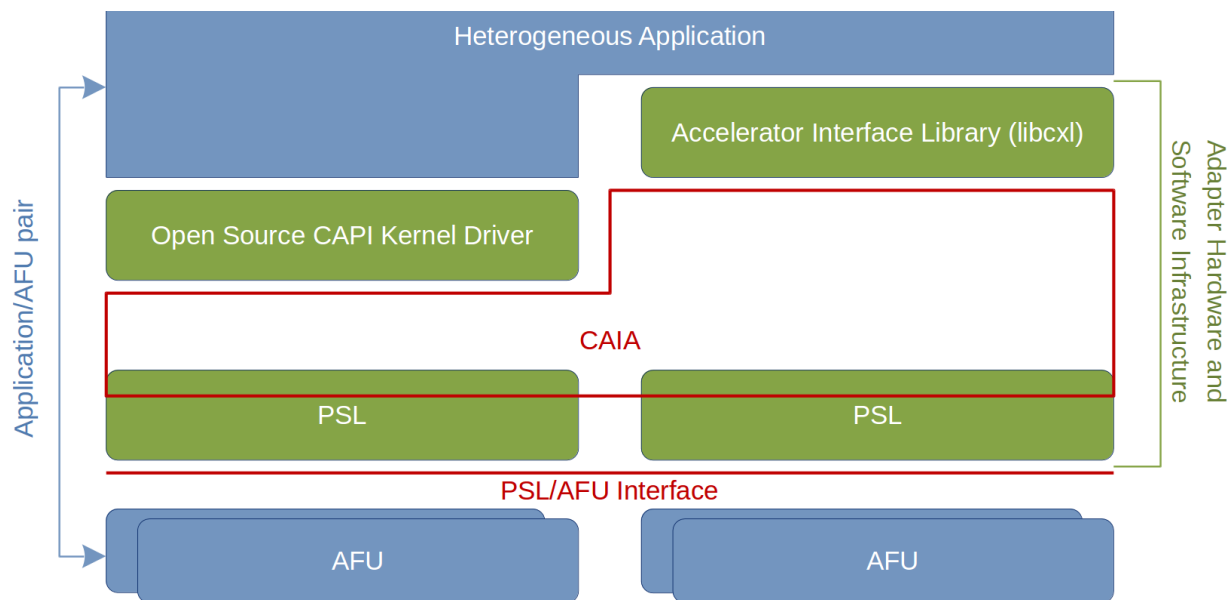 Heterogeneous Application
Accelerator Interface Library (libcxl)
Open Source CAPI Kernel Driver
CAIA
PSL
PSL
PSL/AFU Interface
AFU
AFU
Application/AFU pair
Adapter Hardware and
Software Infrastructure